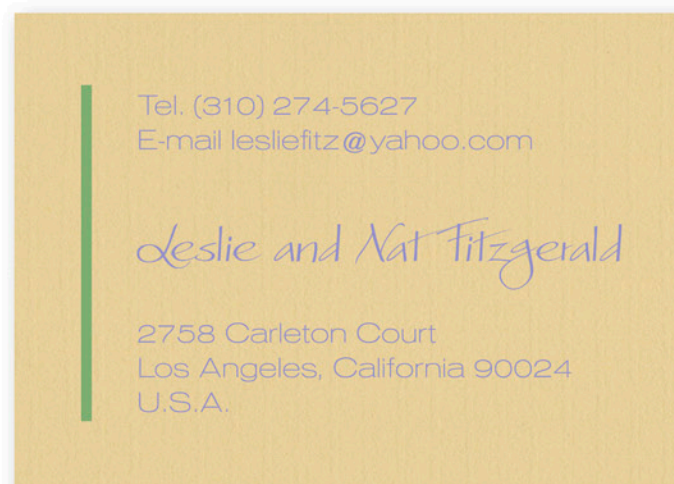 Tel. (310) 274-5627
E-mail lesliefitz@yahoo.com
Leslie and Nat Fitzgerald
2758 Carleton Court
Los Angeles, California 90024
U.S.A.